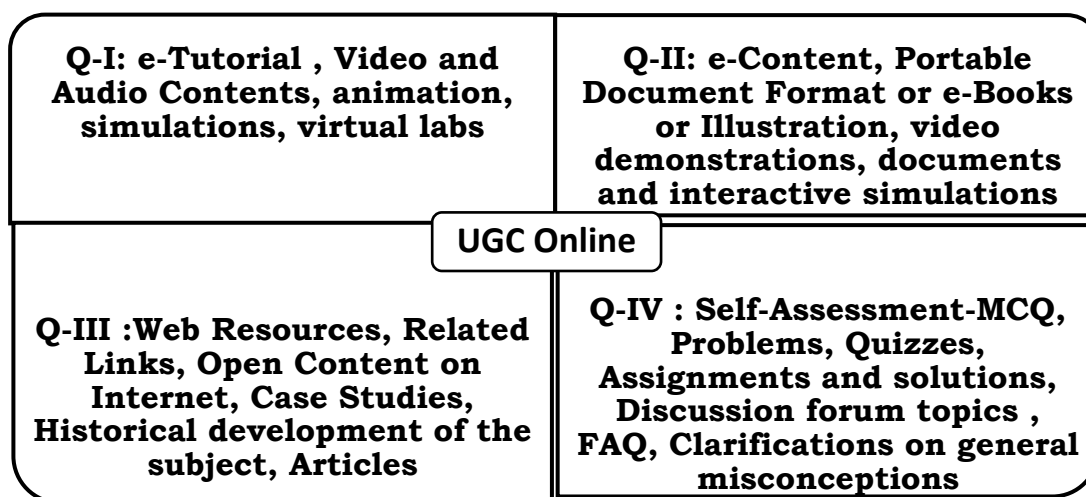 Q-I: e-Tutorial , Video and
Audio Contents, animation,
simulations, virtual labs
Q-II: e-Content, Portable
Document Format or e-Books
or Illustration, video
demonstrations, documents
and interactive simulations
UGC Online
Q-III :Web Resources, Related
Links, Open Content on
Internet, Case Studies,
Historical development of the
subject, Articles
Q-IV : Self-Assessment-MCQ,
Problems, Quizzes,
Assignments and solutions,
Discussion forum topics ,
FAQ, Clarifications on general
misconceptions